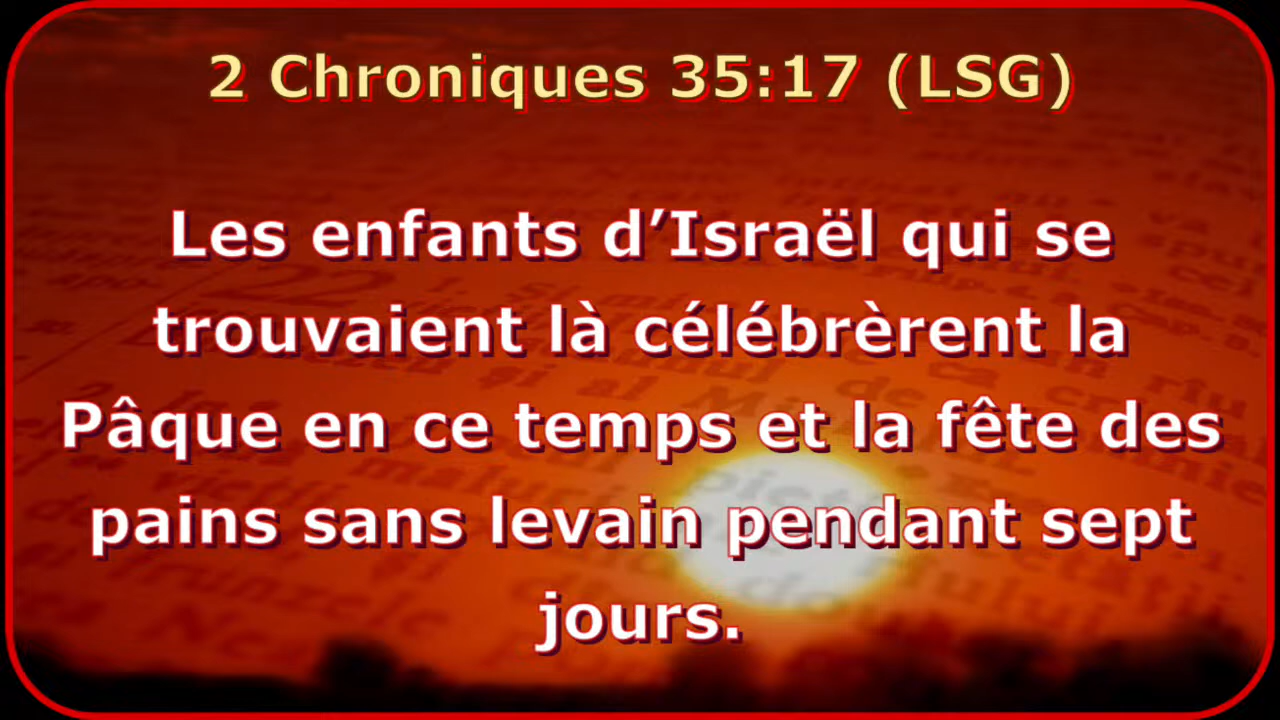 2 Chroniques 35:17 (LSG)
Les enfants d’Israël qui se
trouvaient là célébrèrent la
Pâque en ce temps et la fête des
pains sans levain pendant sept
jours.